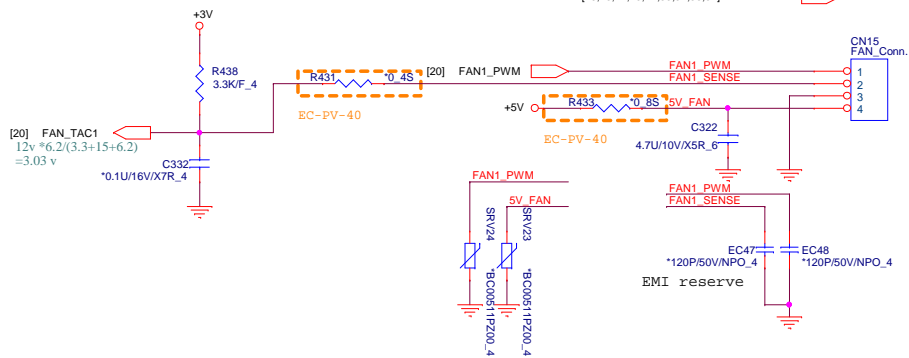 +3V
R438
3.3K/F_4
R431
*0_4S
EC-PV-40
[20]
FAN1_PWM
FAN1_PWM
FAN1_SENSE
CN15
FAN_Conn.
1
2
3
4
+5V
R433
*0_8S
5V_FAN
EC-PV-40
C322
4.7U/10V/X5R_6
[20] FAN_TAC1
12v *6.2/(3.3+15+6.2)
=3.03 v
C332
*0.1U/16V/X7R_4
FAN1_PWM
5V_FAN
SRV24
*BC00511PZ00_4
SRV23
*BC00511PZ00_4
FAN1_PWM
FAN1_SENSE
EC47
*120P/50V/NPO_4
EC48
*120P/50V/NPO_4
EMI reserve